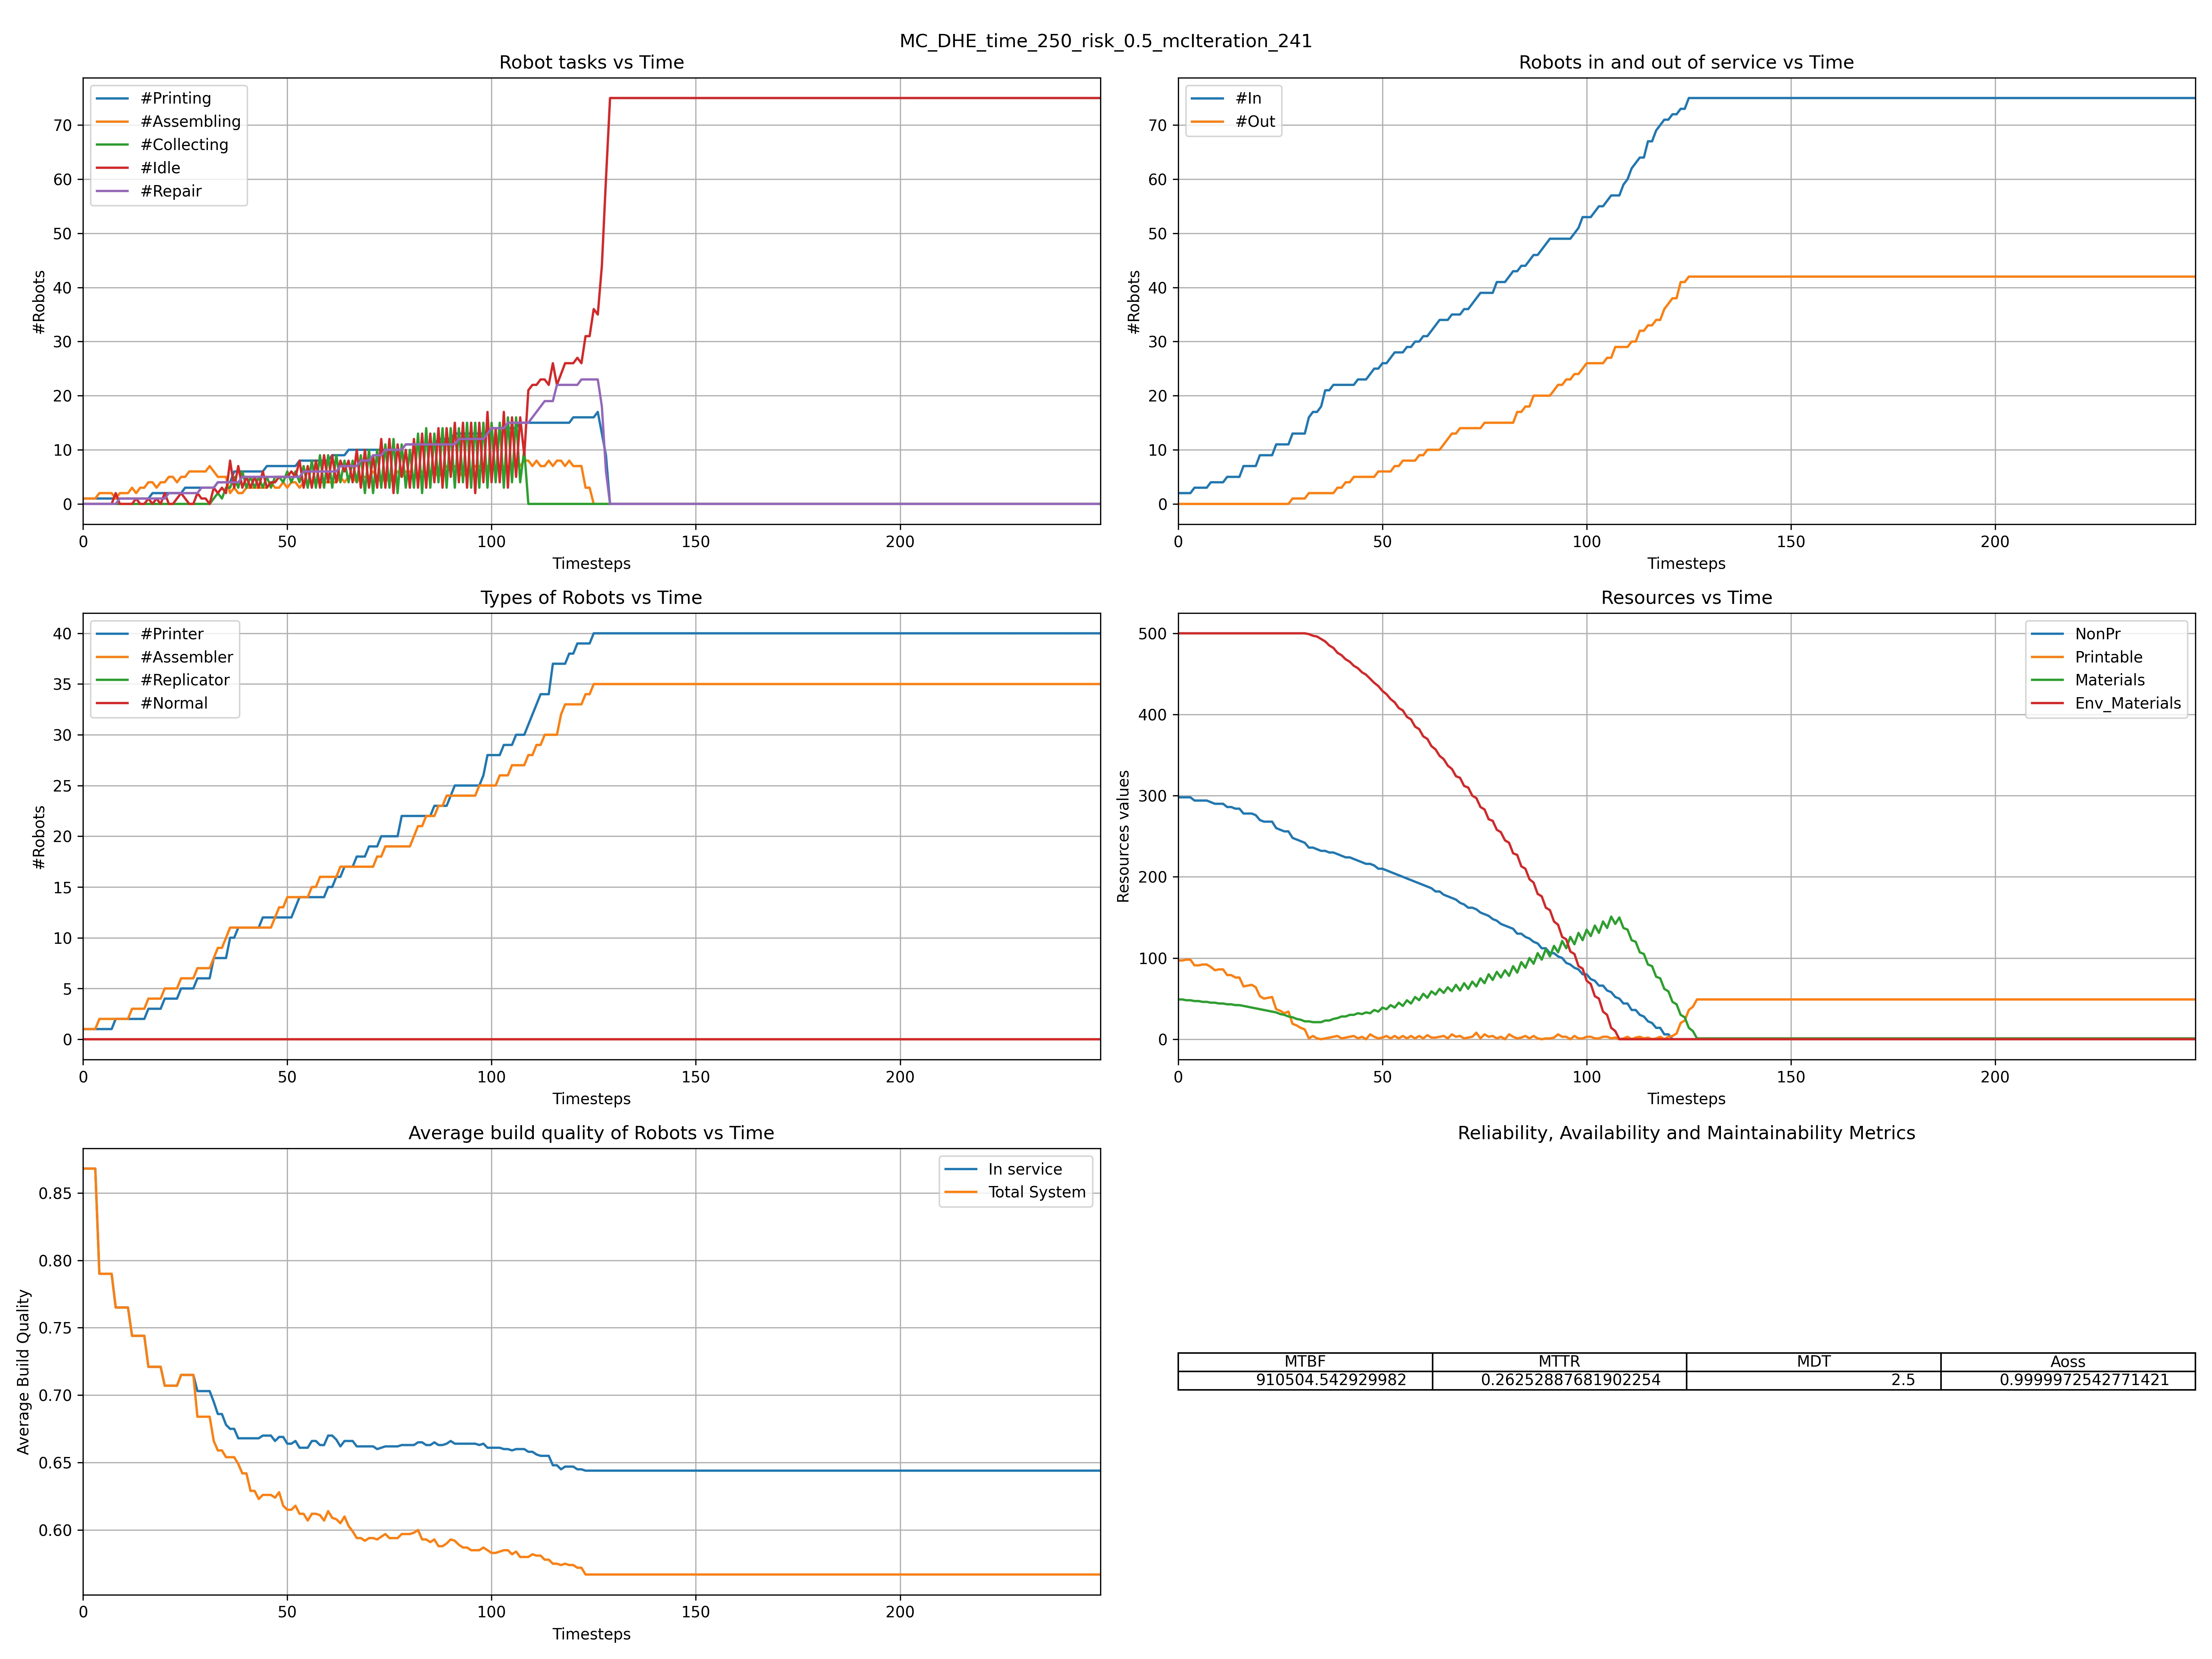 MC_DHE_time_250_risk_0.5_mcIteration_241
Robot tasks vs Time
#Printing
#Assembling
#Collecting
#Idle
#Repair
70
60
50
40
30
20
10
0
#Robots
0 50 100 150 200
Timesteps
Robots in and out of service vs Time
#In
#Out
70
60
50
40
30
20
10
0
#Robots
0 50 100 150 200
Timesteps
Types of Robots vs Time
#Printer
#Assembler
#Replicator
#Normal
40
35
30
25
20
15
10
5
0
#Robots
0 50 100 150 200
Timesteps
Resources vs Time
NonPr
Printable
Materials
Env_Materials
500
400
300
200
100
0
Resources values
0 50 100 150 200
Timesteps
Average build quality of Robots vs Time
In service
Total System
0.85
0.80
0.75
0.70
0.65
0.60
Average Build Quality
0 50 100 150 200
Timesteps
Reliability, Availability and Maintainability Metrics
MTBF MTTR MDT Aoss
910504.542929982 0.26252887681902254 2.5 0.9999972542771421